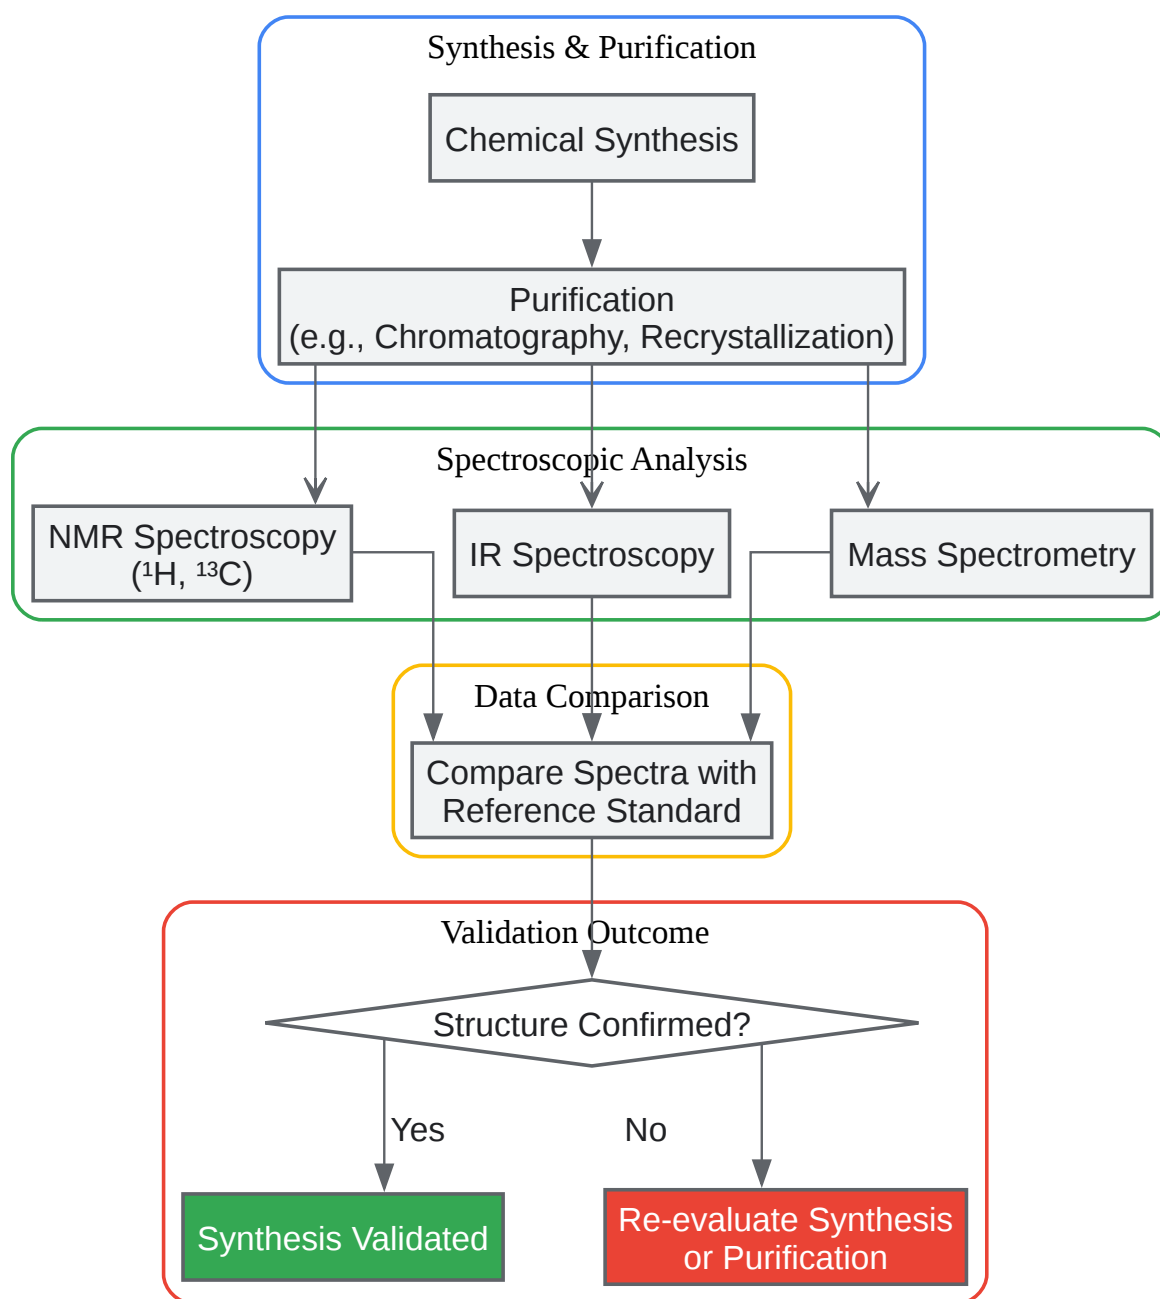 Synthesis & Purification
Chemical Synthesis
Purification
(e.g., Chromatography, Recrystallization)
Spectroscopic Analysis
NMR Spectroscopy
(¹H, ¹³C)
IR Spectroscopy
Mass Spectrometry
Data Comparison
Compare Spectra with
Reference Standard
Validation Outcome
Structure Confirmed?
Yes
No
Synthesis Validated
Re-evaluate Synthesis
or Purification